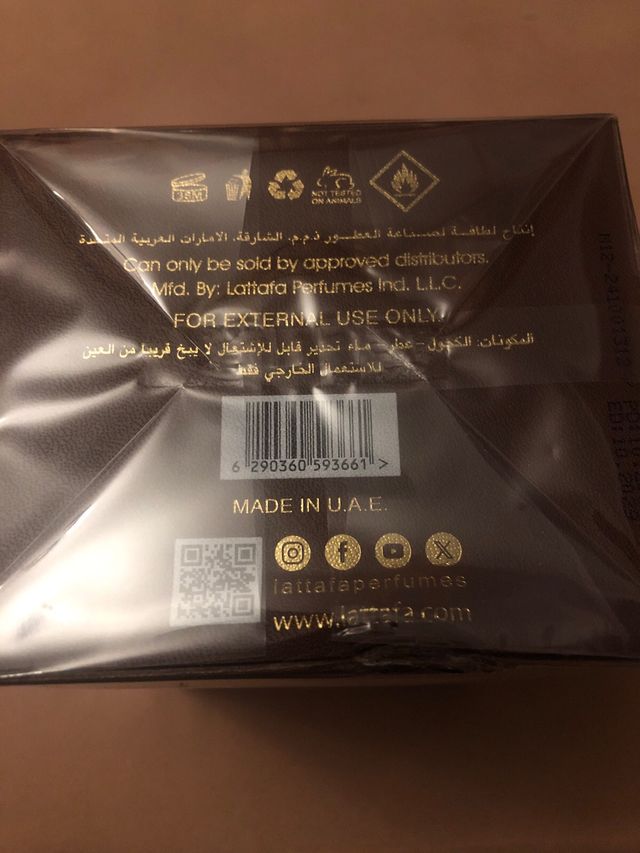 36M
NOT TESTED
ON ANIMALS
إنتاج لطافة لصناعة العطور ذ.م.م. الشارقة. الامارات العربية المتحدة
Can only be sold by approved distributors.
Mfd. By: Lattafa Perfumes Ind. L.L.C.
FOR EXTERNAL USE ONLY.
المكونات: الكحول - عطر - ماء تحذير قابل للإشتعال لا يبخ قريبا من العين
للاستعمال الخارجي فقط
6 290360 593661 >
MADE IN U.A.E.
lattafaperfumes
www.lattafa.com